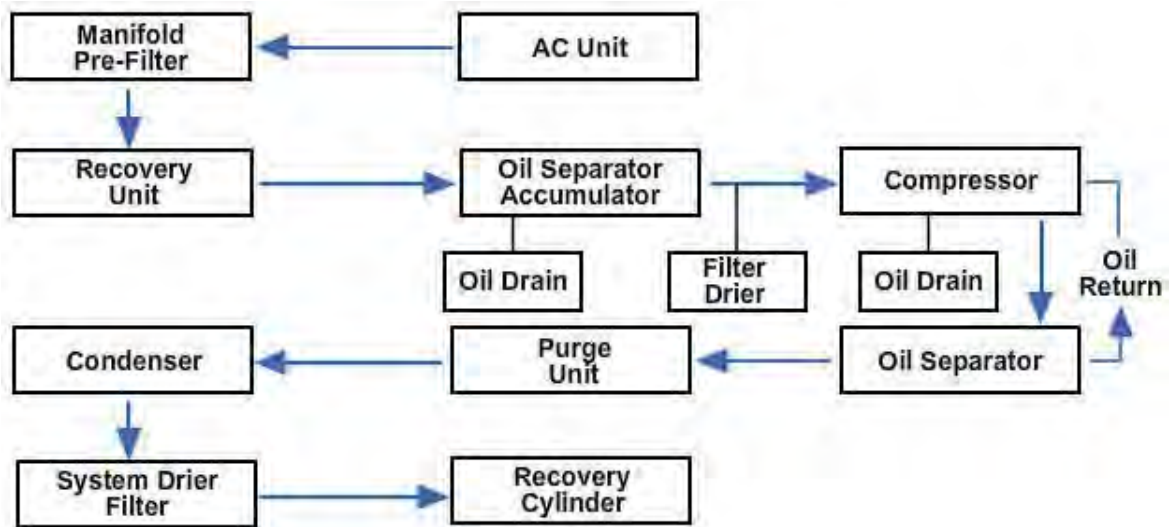 Manifold
Pre-Filter
AC Unit
Recovery
Unit
Oil Separator
Accumulator
Compressor
Oil Drain
Filter
Drier
Oil Drain
Oil
Return
Condenser
Purge
Unit
Oil Separator
System Drier
Filter
Recovery
Cylinder